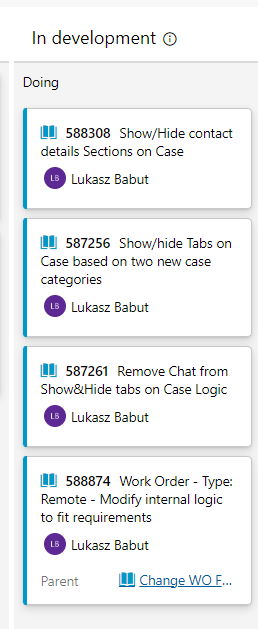 In development
Doing
588308 Show/Hide contact
details Sections on Case
LB Lukasz Babut
587256 Show/hide Tabs on
Case based on two new case
categories
LB Lukasz Babut
587261 Remove Chat from
Show&Hide tabs on Case Logic
LB Lukasz Babut
588874 Work Order - Type:
Remote - Modify internal logic
to fit requirements
LB Lukasz Babut
Parent Change WO F...